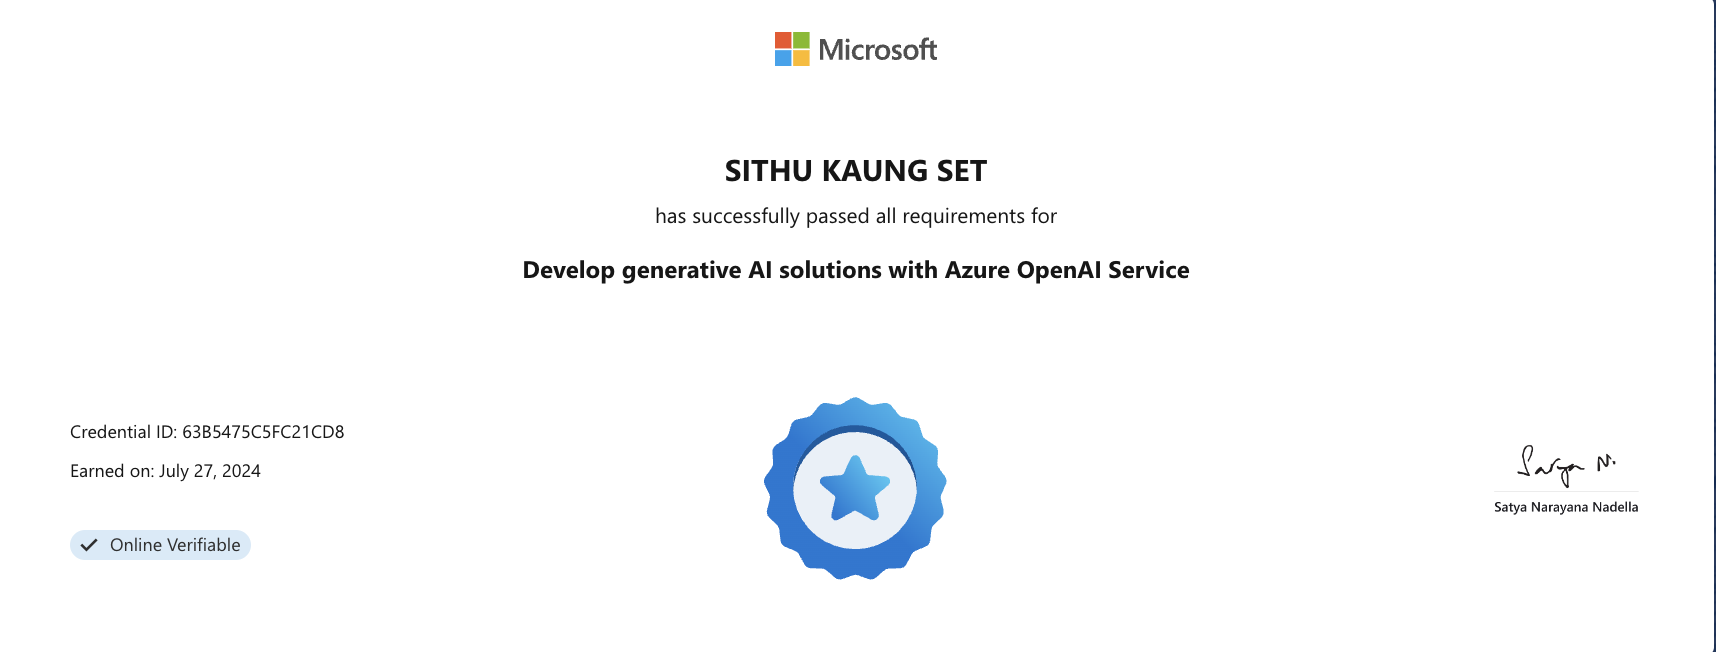 Microsoft
SITHU KAUNG SET
has successfully passed all requirements for
Develop generative AI solutions with Azure OpenAI Service
Credential ID: 63B5475C5FC21CD8
Earned on: July 27, 2024
Online Verifiable
Satya N.
Satya Narayana Nadella